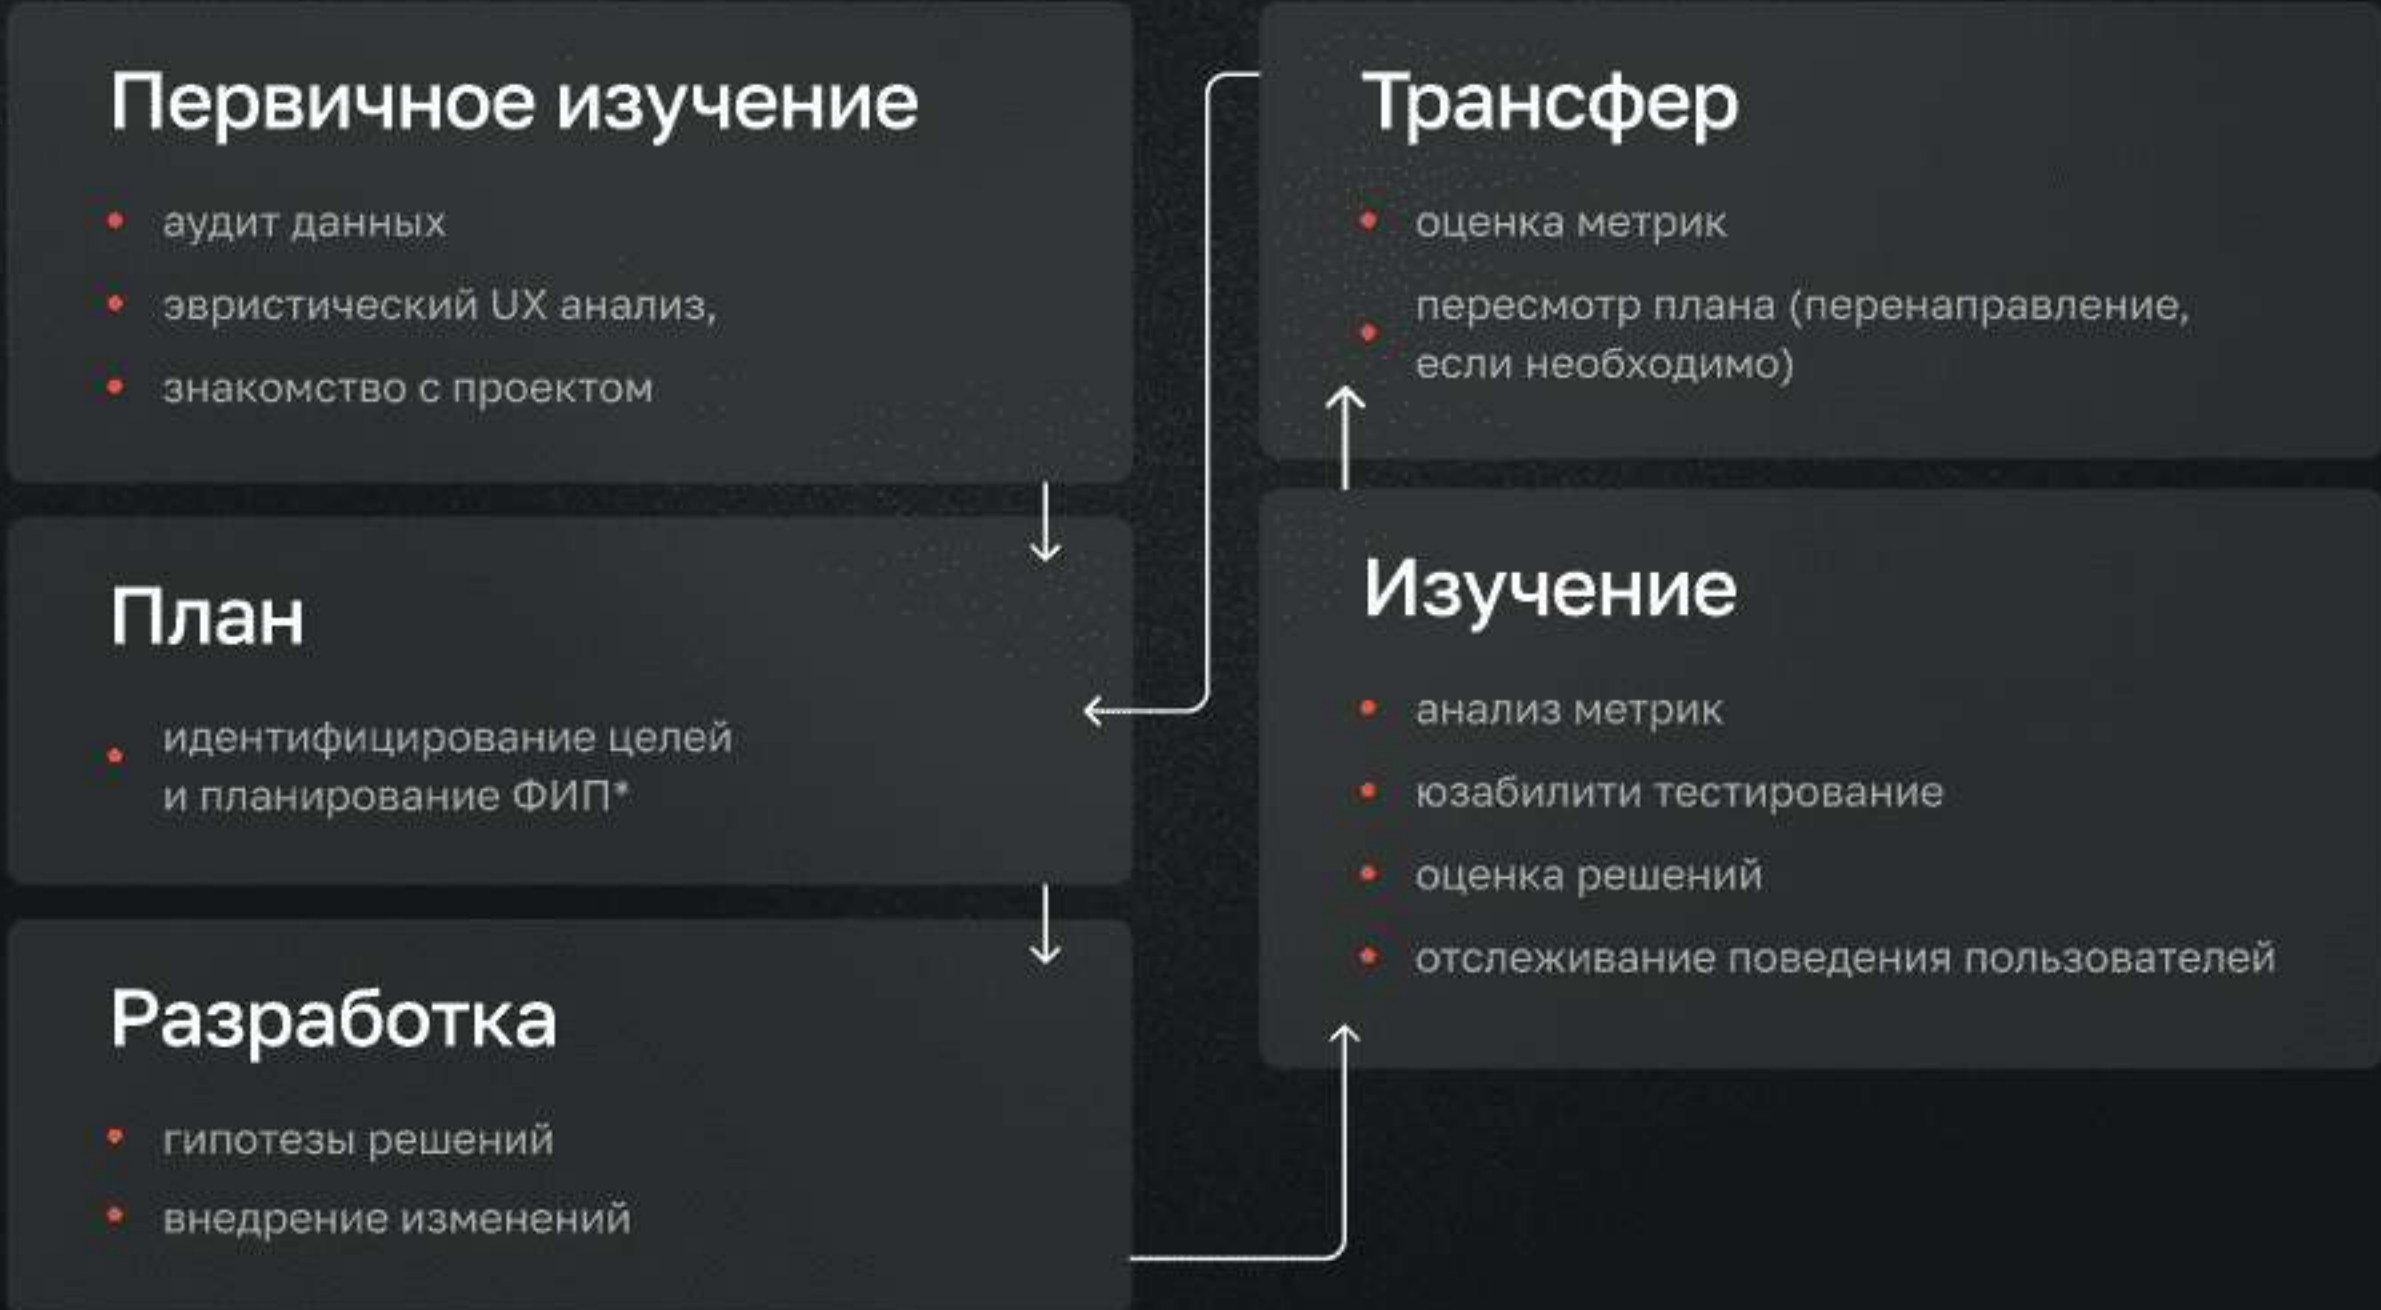 Первичное изучение
аудит данных
эвристический UX анализ,
знакомство с проектом
План
идентифицирование целей
и планирование ФИП*
Разработка
гипотезы решений
внедрение изменений
Трансфер
оценка метрик
пересмотр плана (перенаправление,
если необходимо)
Изучение
анализ метрик
юзабилити тестирование
оценка решений
отслеживание поведения пользователей